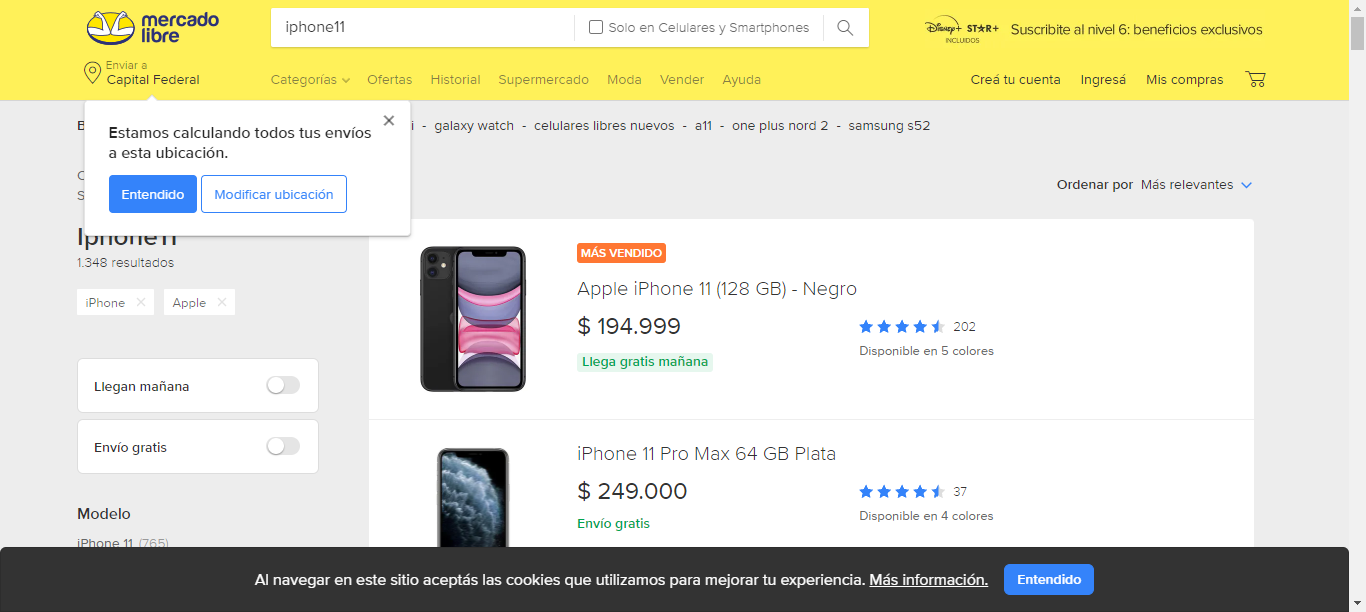 mercado
libre
iphone11
Solo en Celulares y Smartphones
Disney+ STAR+
INCLUIDOS
Suscribite al nivel 6: beneficios exclusivos
Enviar a
Capital Federal
Categorías Ofertas Historial Supermercado Moda Vender Ayuda
Creá tu cuenta Ingresá Mis compras
Estamos calculando todos tus envíos
a esta ubicación.
Entendido Modificar ubicación
- galaxy watch - celulares libres nuevos - a11 - one plus nord 2 - samsung s52
Ordenar por Más relevantes
Iphone11
1.348 resultados
iPhone Apple
Llegan mañana
Envío gratis
Modelo
iPhone 11 (765)
MÁS VENDIDO
Apple iPhone 11 (128 GB) - Negro
$ 194.999
202
Llega gratis mañana
Disponible en 5 colores
iPhone 11 Pro Max 64 GB Plata
$ 249.000
37
Envío gratis
Disponible en 4 colores
Al navegar en este sitio aceptás las cookies que utilizamos para mejorar tu experiencia. Más información. Entendido